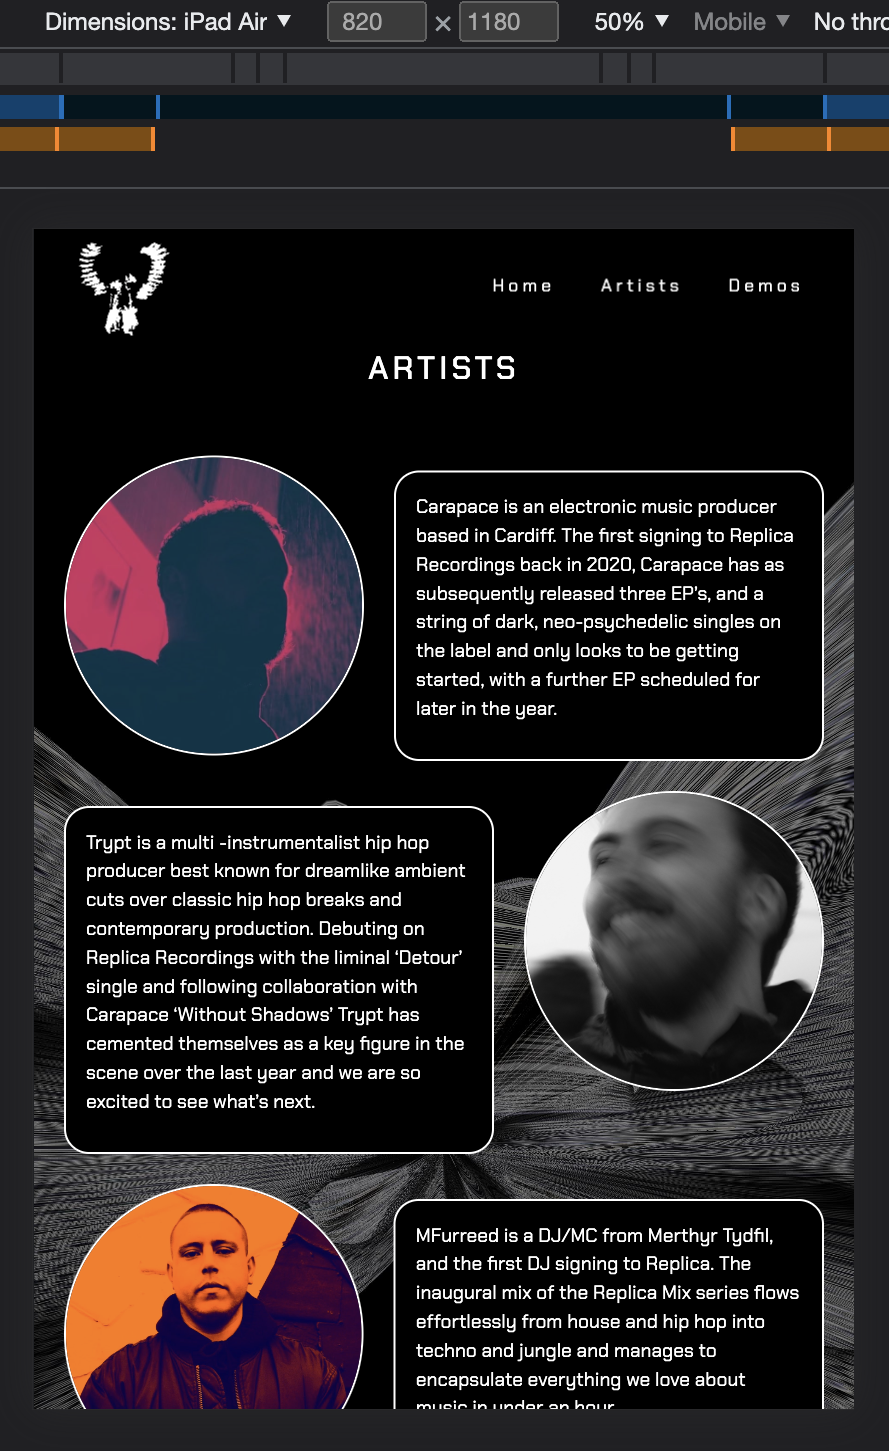 Dimensions: iPad Air ▼ 820 × 1180 50% ▼ Mobile ▼ No thro
Home Artists Demos
ARTISTS
Carapace is an electronic music producer
based in Cardiff. The first signing to Replica
Recordings back in 2020, Carapace has as
subsequently released three EP's, and a
string of dark, neo-psychedelic singles on
the label and only looks to be getting
started, with a further EP scheduled for
later in the year.
Trypt is a multi -instrumentalist hip hop
producer best known for dreamlike ambient
cuts over classic hip hop breaks and
contemporary production. Debuting on
Replica Recordings with the liminal ‘Detour’
single and following collaboration with
Carapace ‘Without Shadows’ Trypt has
cemented themselves as a key figure in the
scene over the last year and we are so
excited to see what's next.
MFurreed is a DJ/MC from Merthyr Tydfil,
and the first DJ signing to Replica. The
inaugural mix of the Replica Mix series flows
effortlessly from house and hip hop into
techno and jungle and manages to
encapsulate everything we love about
music in under an hour.